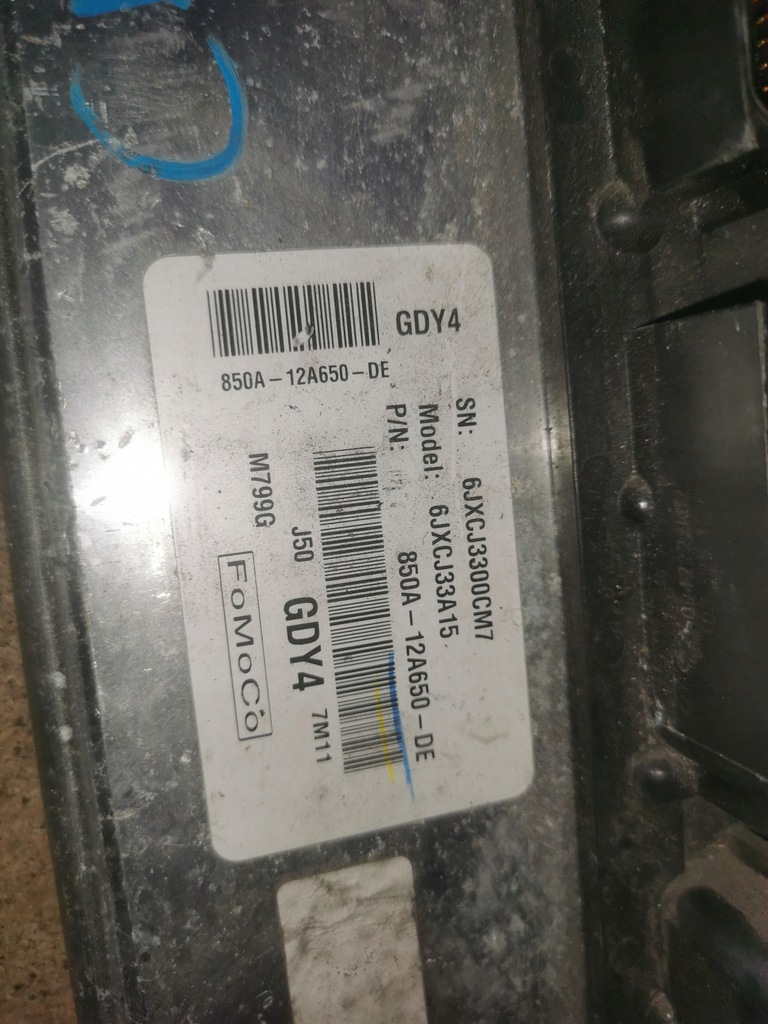 GDY4
850A-12A650-DE
SN: 6JXCJ3300CM7
Model: 6JXCJ33A15
P/N: 850A-12A650-DE
J50 GDY4 7M11
M799G
FoMoCo